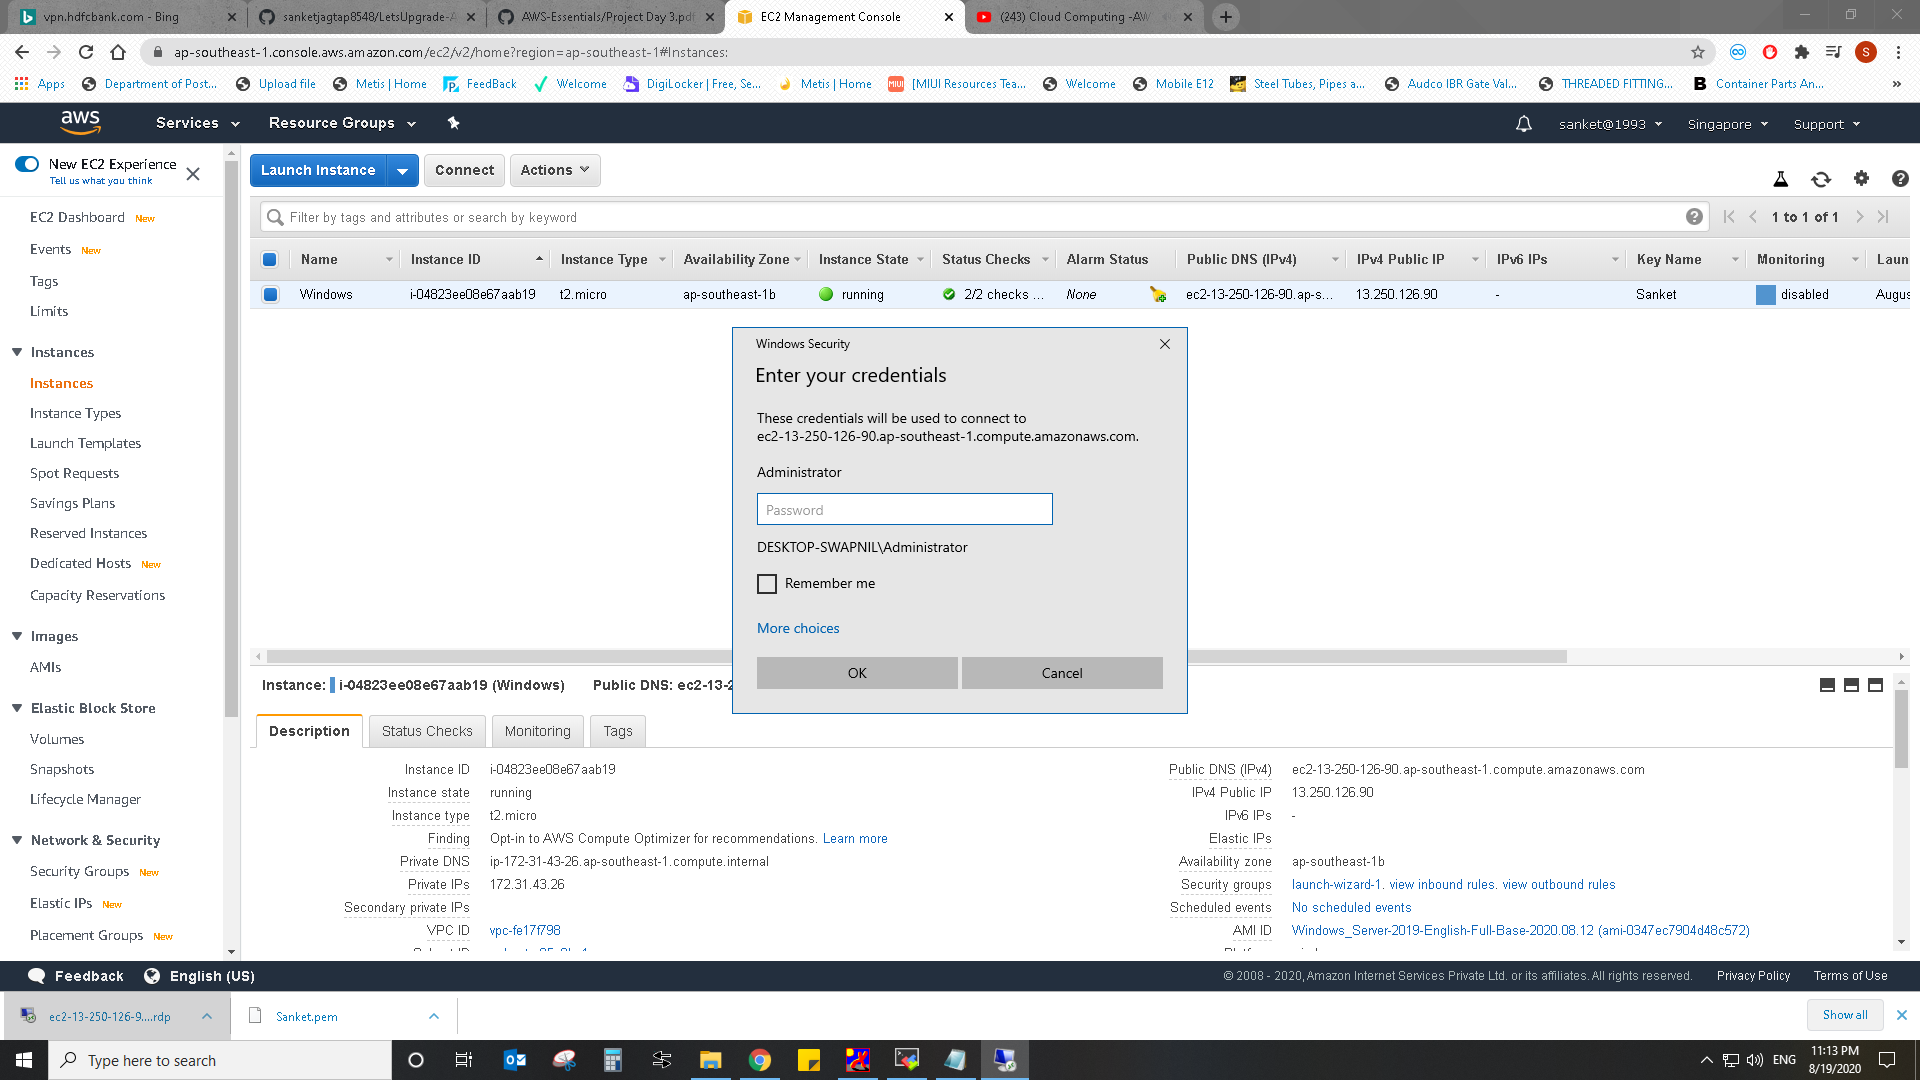 vpn.hdfcbank.com - Bing
sanketjagtap8548/LetsUpgrade-A
AWS-Essentials/Project Day 3.pdf
EC2 Management Console
(243) Cloud Computing -AW
ap-southeast-1.console.aws.amazon.com/ec2/v2/home?region=ap-southeast-1#Instances:
S
Apps
Department of Post...
Upload file
Metis | Home
FeedBack
Welcome
DigiLocker | Free, Se...
Metis | Home
[MIUI Resources Tea...
Welcome
Mobile E12
Steel Tubes, Pipes a...
Audco IBR Gate Val...
THREADED FITTING...
Container Parts An...
aws
Services
Resource Groups
sanket@1993
Singapore
Support
New EC2 Experience
Tell us what you think
Launch Instance
Connect
Actions
EC2 Dashboard New
Events New
Tags
Limits
Instances
Instances
Instance Types
Launch Templates
Spot Requests
Savings Plans
Reserved Instances
Dedicated Hosts New
Capacity Reservations
Images
AMIs
Elastic Block Store
Volumes
Snapshots
Lifecycle Manager
Network & Security
Security Groups New
Elastic IPs New
Placement Groups New
Filter by tags and attributes or search by keyword
1 to 1 of 1
Name Instance ID Instance Type Availability Zone Instance State Status Checks Alarm Status Public DNS (IPv4) IPv4 Public IP IPv6 IPs Key Name Monitoring Laun
Windows i-04823ee08e67aab19 t2.micro ap-southeast-1b running 2/2 checks ... None ec2-13-250-126-90.ap-s... 13.250.126.90 - Sanket disabled Augus
Windows Security
Enter your credentials
These credentials will be used to connect to
ec2-13-250-126-90.ap-southeast-1.compute.amazonaws.com.
Administrator
Password
DESKTOP-SWAPNIL\Administrator
Remember me
More choices
OK
Cancel
Instance: i-04823ee08e67aab19 (Windows) Public DNS: ec2-13-2
Description
Status Checks
Monitoring
Tags
Instance ID i-04823ee08e67aab19
Instance state running
Instance type t2.micro
Finding Opt-in to AWS Compute Optimizer for recommendations. Learn more
Private DNS ip-172-31-43-26.ap-southeast-1.compute.internal
Private IPs 172.31.43.26
Secondary private IPs
VPC ID vpc-fe17f798
Public DNS (IPv4) ec2-13-250-126-90.ap-southeast-1.compute.amazonaws.com
IPv4 Public IP 13.250.126.90
IPv6 IPs -
Elastic IPs
Availability zone ap-southeast-1b
Security groups launch-wizard-1. view inbound rules. view outbound rules
Scheduled events No scheduled events
AMI ID Windows_Server-2019-English-Full-Base-2020.08.12 (ami-0347ec7904d48c572)
Feedback
English (US)
© 2008 - 2020, Amazon Internet Services Private Ltd. or its affiliates. All rights reserved.
Privacy Policy
Terms of Use
ec2-13-250-126-9....rdp
Sanket.pem
Show all
Type here to search
ENG
11:13 PM
8/19/2020